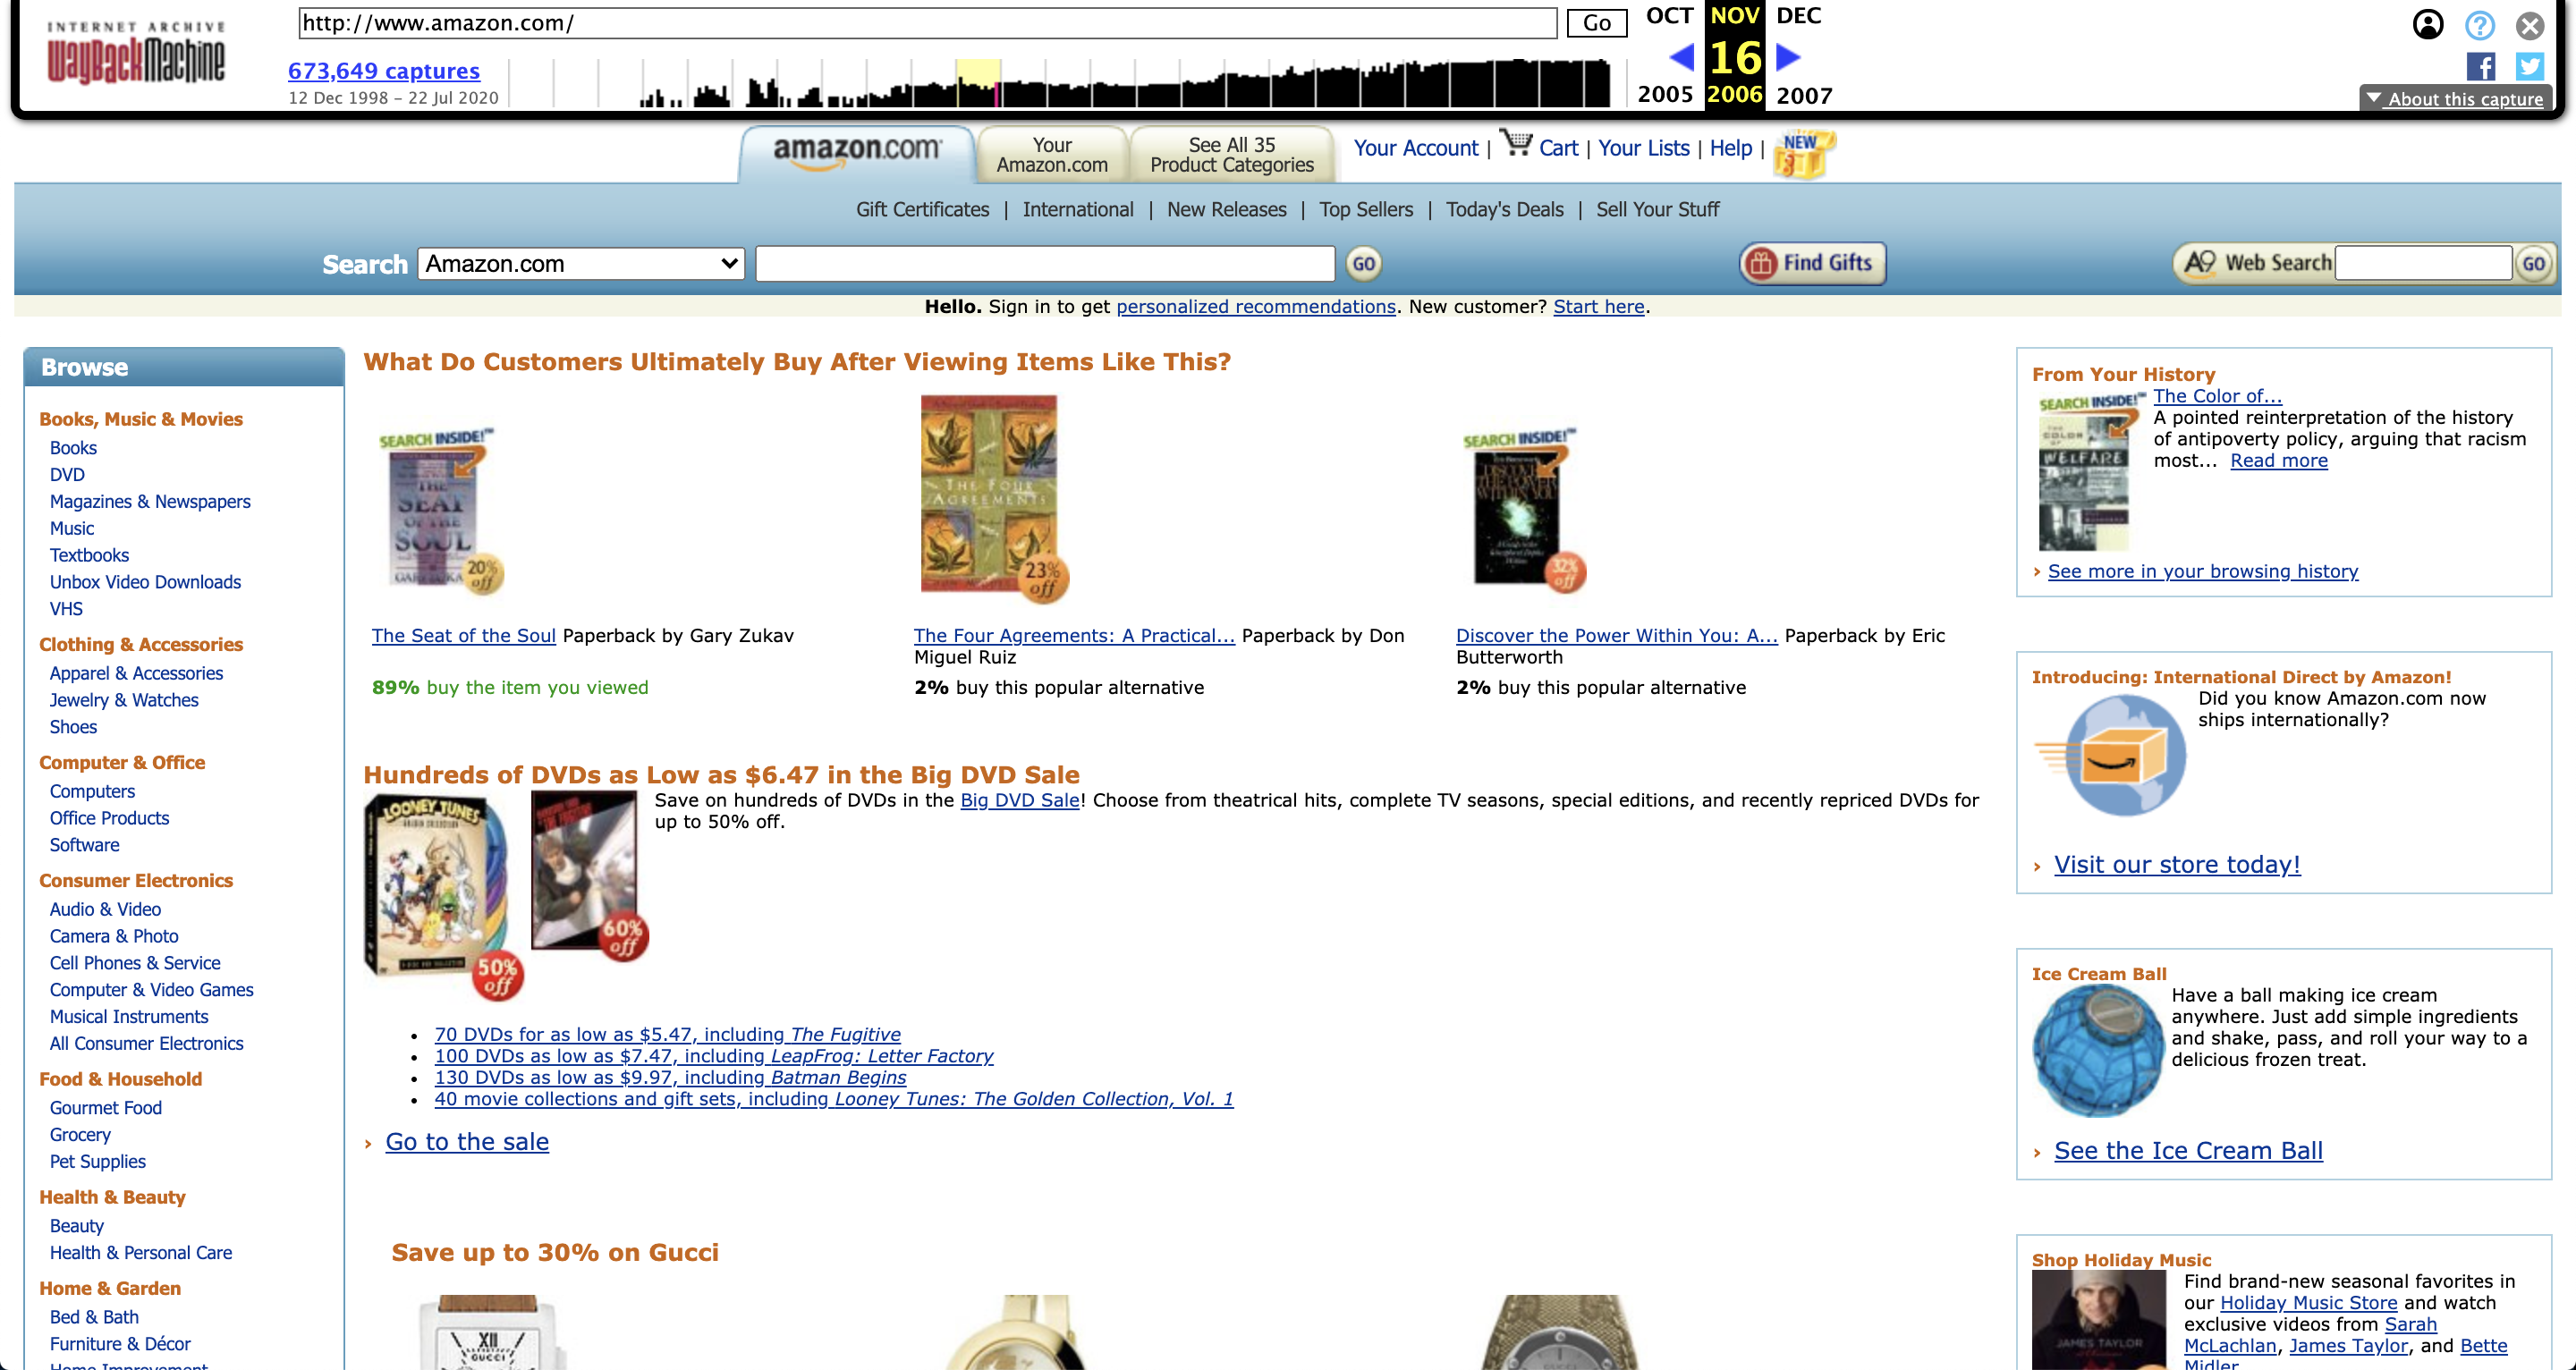 INTERNET ARCHIVE
WayBackMachine
http://www.amazon.com/
Go
OCT NOV DEC
16
2005 2006 2007
673,649 captures
12 Dec 1998 – 22 Jul 2020
About this capture
amazon.com
Your
Amazon.com
See All 35
Product Categories
Your Account | Cart | Your Lists | Help |
NEW
Gift Certificates | International | New Releases | Top Sellers | Today's Deals | Sell Your Stuff
Search Amazon.com GO
Find Gifts
A9 Web Search GO
Hello. Sign in to get personalized recommendations. New customer? Start here.
Browse
Books, Music & Movies
Books
DVD
Magazines & Newspapers
Music
Textbooks
Unbox Video Downloads
VHS
Clothing & Accessories
Apparel & Accessories
Jewelry & Watches
Shoes
Computer & Office
Computers
Office Products
Software
Consumer Electronics
Audio & Video
Camera & Photo
Cell Phones & Service
Computer & Video Games
Musical Instruments
All Consumer Electronics
Food & Household
Gourmet Food
Grocery
Pet Supplies
Health & Beauty
Beauty
Health & Personal Care
Home & Garden
Bed & Bath
Furniture & Décor
Home Improvement
What Do Customers Ultimately Buy After Viewing Items Like This?
SEARCH INSIDE!™
THE
SEAT
OF THE
SOUL
20%
off
THE FOUR
AGREEMENTS
23%
off
SEARCH INSIDE!™
DISCOVER
THE POWER
WITHIN YOU
32%
off
The Seat of the Soul Paperback by Gary Zukav
89% buy the item you viewed
The Four Agreements: A Practical... Paperback by Don
Miguel Ruiz
2% buy this popular alternative
Discover the Power Within You: A... Paperback by Eric
Butterworth
2% buy this popular alternative
Hundreds of DVDs as Low as $6.47 in the Big DVD Sale
LOONEY TUNES
GOLDEN COLLECTION
50%
off
60%
off
Save on hundreds of DVDs in the Big DVD Sale! Choose from theatrical hits, complete TV seasons, special editions, and recently repriced DVDs for
up to 50% off.
• 70 DVDs for as low as $5.47, including The Fugitive
• 100 DVDs as low as $7.47, including LeapFrog: Letter Factory
• 130 DVDs as low as $9.97, including Batman Begins
• 40 movie collections and gift sets, including Looney Tunes: The Golden Collection, Vol. 1
› Go to the sale
Save up to 30% on Gucci
XII
GUCCI
From Your History
SEARCH INSIDE!™
THE
COLOR
OF
WELFARE
The Color of...
A pointed reinterpretation of the history
of antipoverty policy, arguing that racism
most... Read more
› See more in your browsing history
Introducing: International Direct by Amazon!
Did you know Amazon.com now
ships internationally?
› Visit our store today!
Ice Cream Ball
Have a ball making ice cream
anywhere. Just add simple ingredients
and shake, pass, and roll your way to a
delicious frozen treat.
› See the Ice Cream Ball
Shop Holiday Music
JAMES TAYLOR
Find brand-new seasonal favorites in
our Holiday Music Store and watch
exclusive videos from Sarah
McLachlan, James Taylor, and Bette
Midler